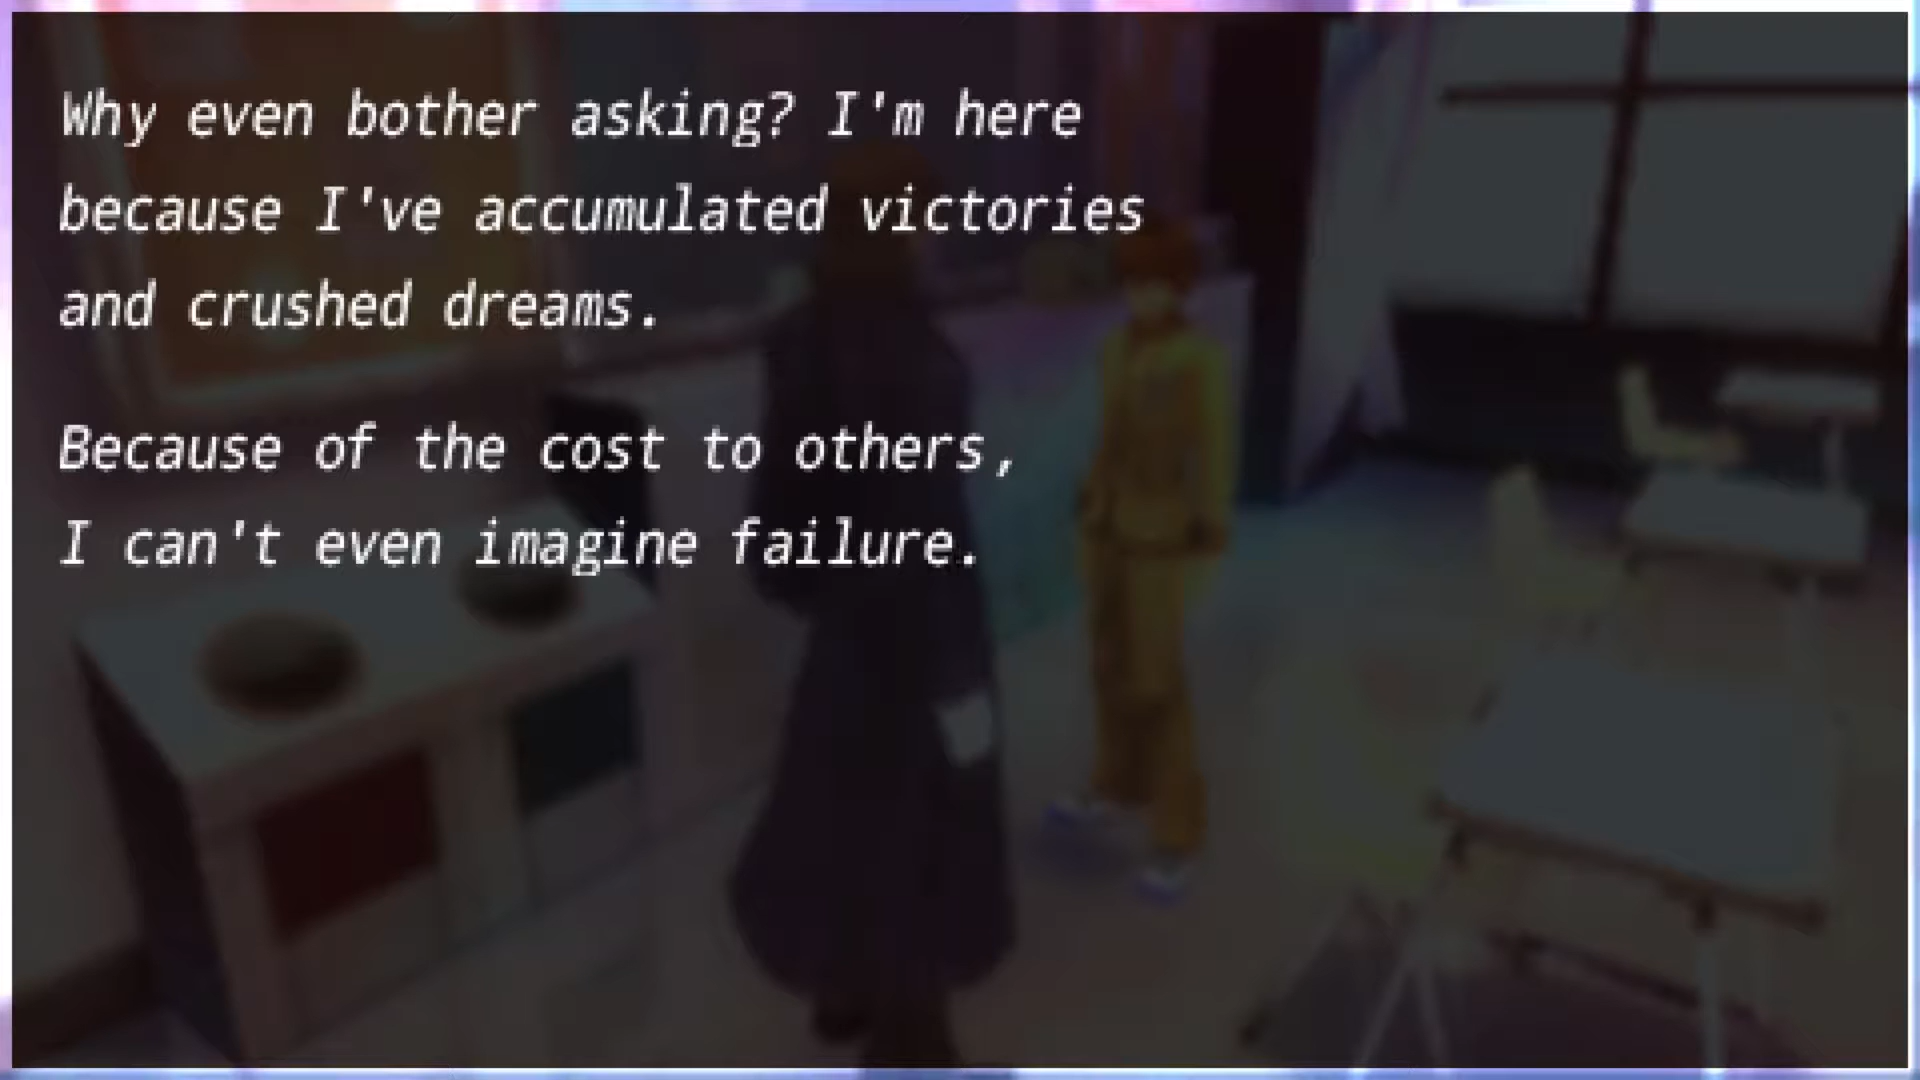 Why even bother asking? I'm here
because I've accumulated victories
and crushed dreams.
Because of the cost to others,
I can't even imagine failure.